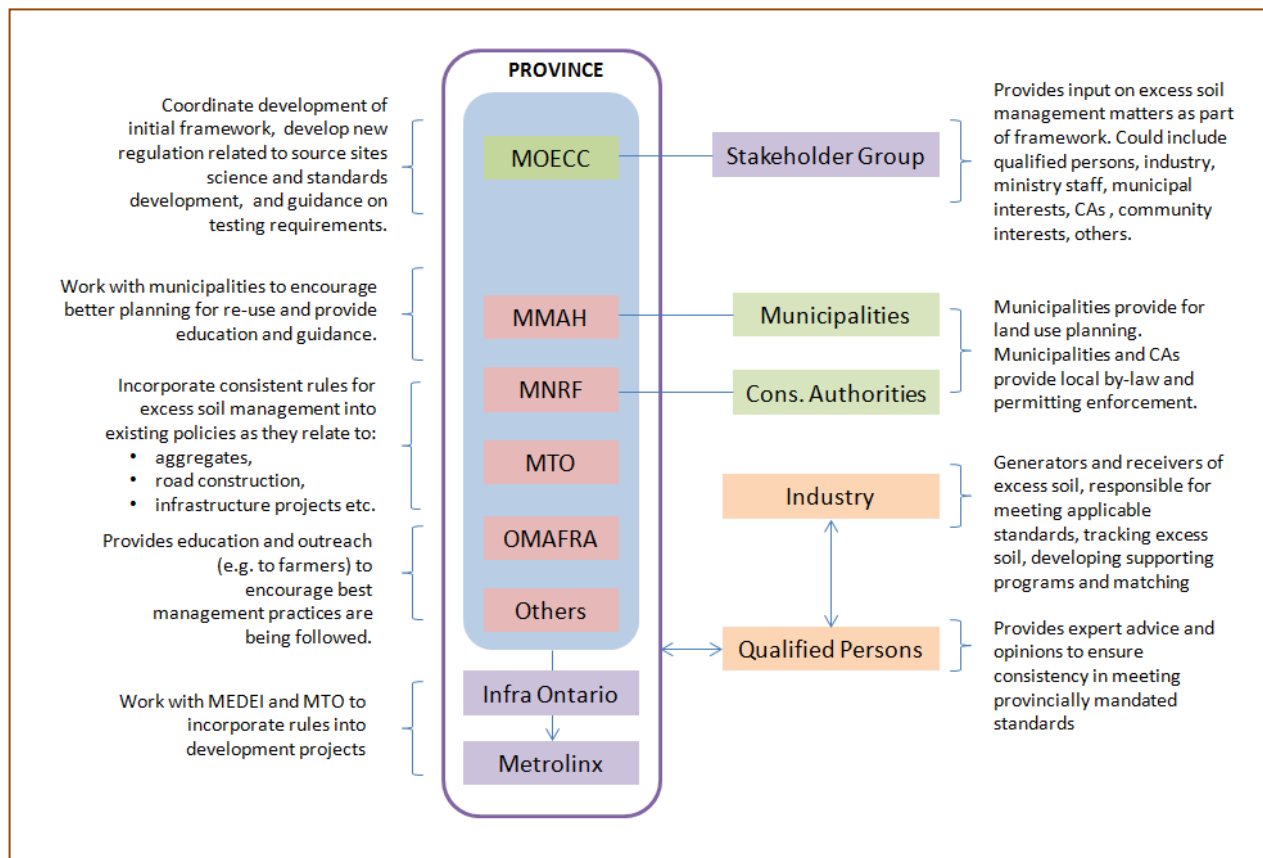 PROVINCE
Coordinate development of
initial framework, develop new
regulation related to source sites
science and standards
development, and guidance on
testing requirements.
MOECC
Stakeholder Group
Provides input on excess soil
management matters as part
of framework. Could include
qualified persons, industry,
ministry staff, municipal
interests, CAs , community
interests, others.
Work with municipalities to encourage
better planning for re-use and provide
education and guidance.
MMAH
Municipalities
Municipalities provide for
land use planning.
Municipalities and CAs
provide local by-law and
permitting enforcement.
Incorporate consistent rules for
excess soil management into
existing policies as they relate to:
• aggregates,
• road construction,
• infrastructure projects etc.
MNRF
Cons. Authorities
MTO
Industry
Generators and receivers of
excess soil, responsible for
meeting applicable
standards, tracking excess
soil, developing supporting
programs and matching
Provides education and outreach
(e.g. to farmers) to
encourage best
management practices are
being followed.
OMAFRA
Others
Qualified Persons
Provides expert advice and
opinions to ensure
consistency in meeting
provincially mandated
standards
Work with MEDEI and MTO to
incorporate rules into
development projects
Infra Ontario
Metrolinx